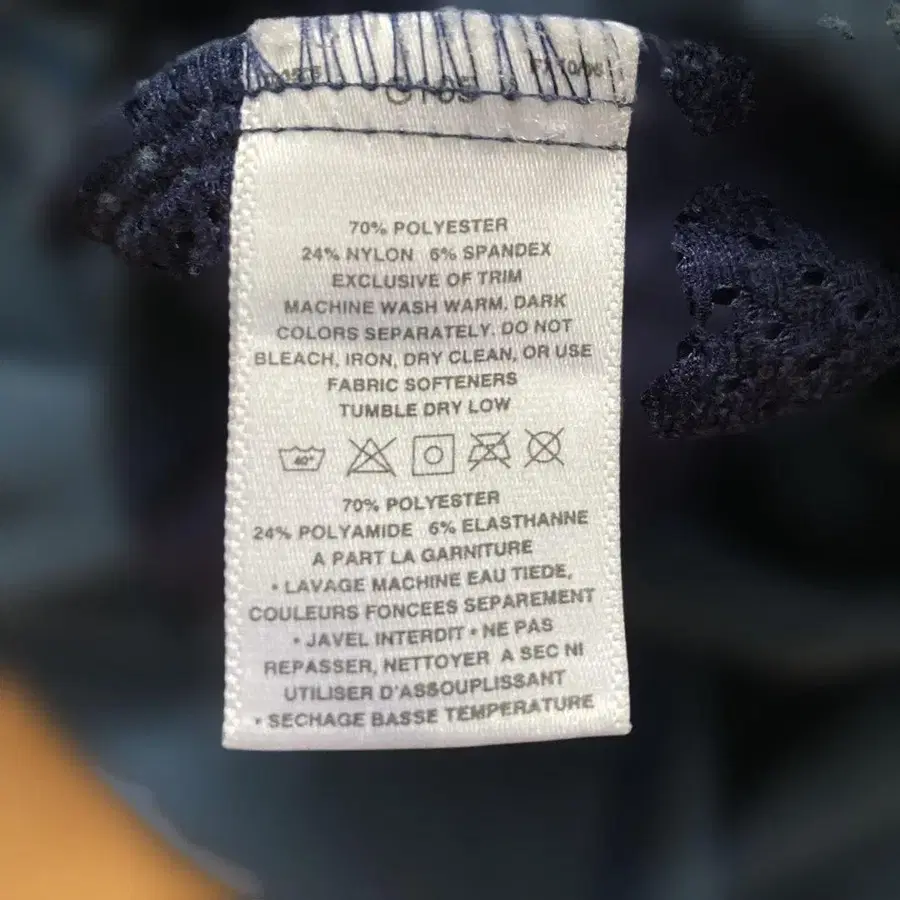 70% POLYESTER
24% NYLON 6% SPANDEX
EXCLUSIVE OF TRIM
MACHINE WASH WARM, DARK
COLORS SEPARATELY. DO NOT
BLEACH, IRON, DRY CLEAN, OR USE
FABRIC SOFTENERS
TUMBLE DRY LOW
40°
70% POLYESTER
24% POLYAMIDE 6% ELASTHANNE
A PART LA GARNITURE
• LAVAGE MACHINE EAU TIEDE,
COULEURS FONCEES SEPAREMENT
• JAVEL INTERDIT • NE PAS
REPASSER, NETTOYER A SEC NI
UTILISER D'ASSOUPLISSANT
• SECHAGE BASSE TEMPERATURE